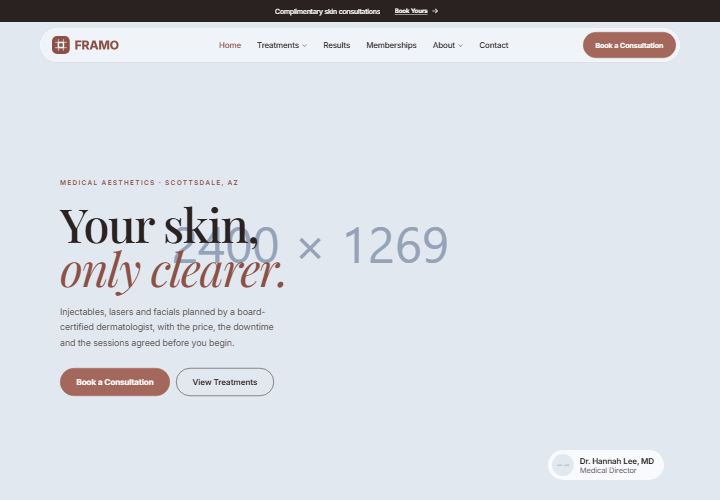 Complimentary skin consultations Book Yours →
FRAMO
Home Treatments Results Memberships About Contact
Book a Consultation
MEDICAL AESTHETICS · SCOTTSDALE, AZ
Your skin,
2400 × 1269
only clearer.
Injectables, lasers and facials planned by a board-
certified dermatologist, with the price, the downtime
and the sessions agreed before you begin.
Book a Consultation View Treatments
Dr. Hannah Lee, MD
Medical Director